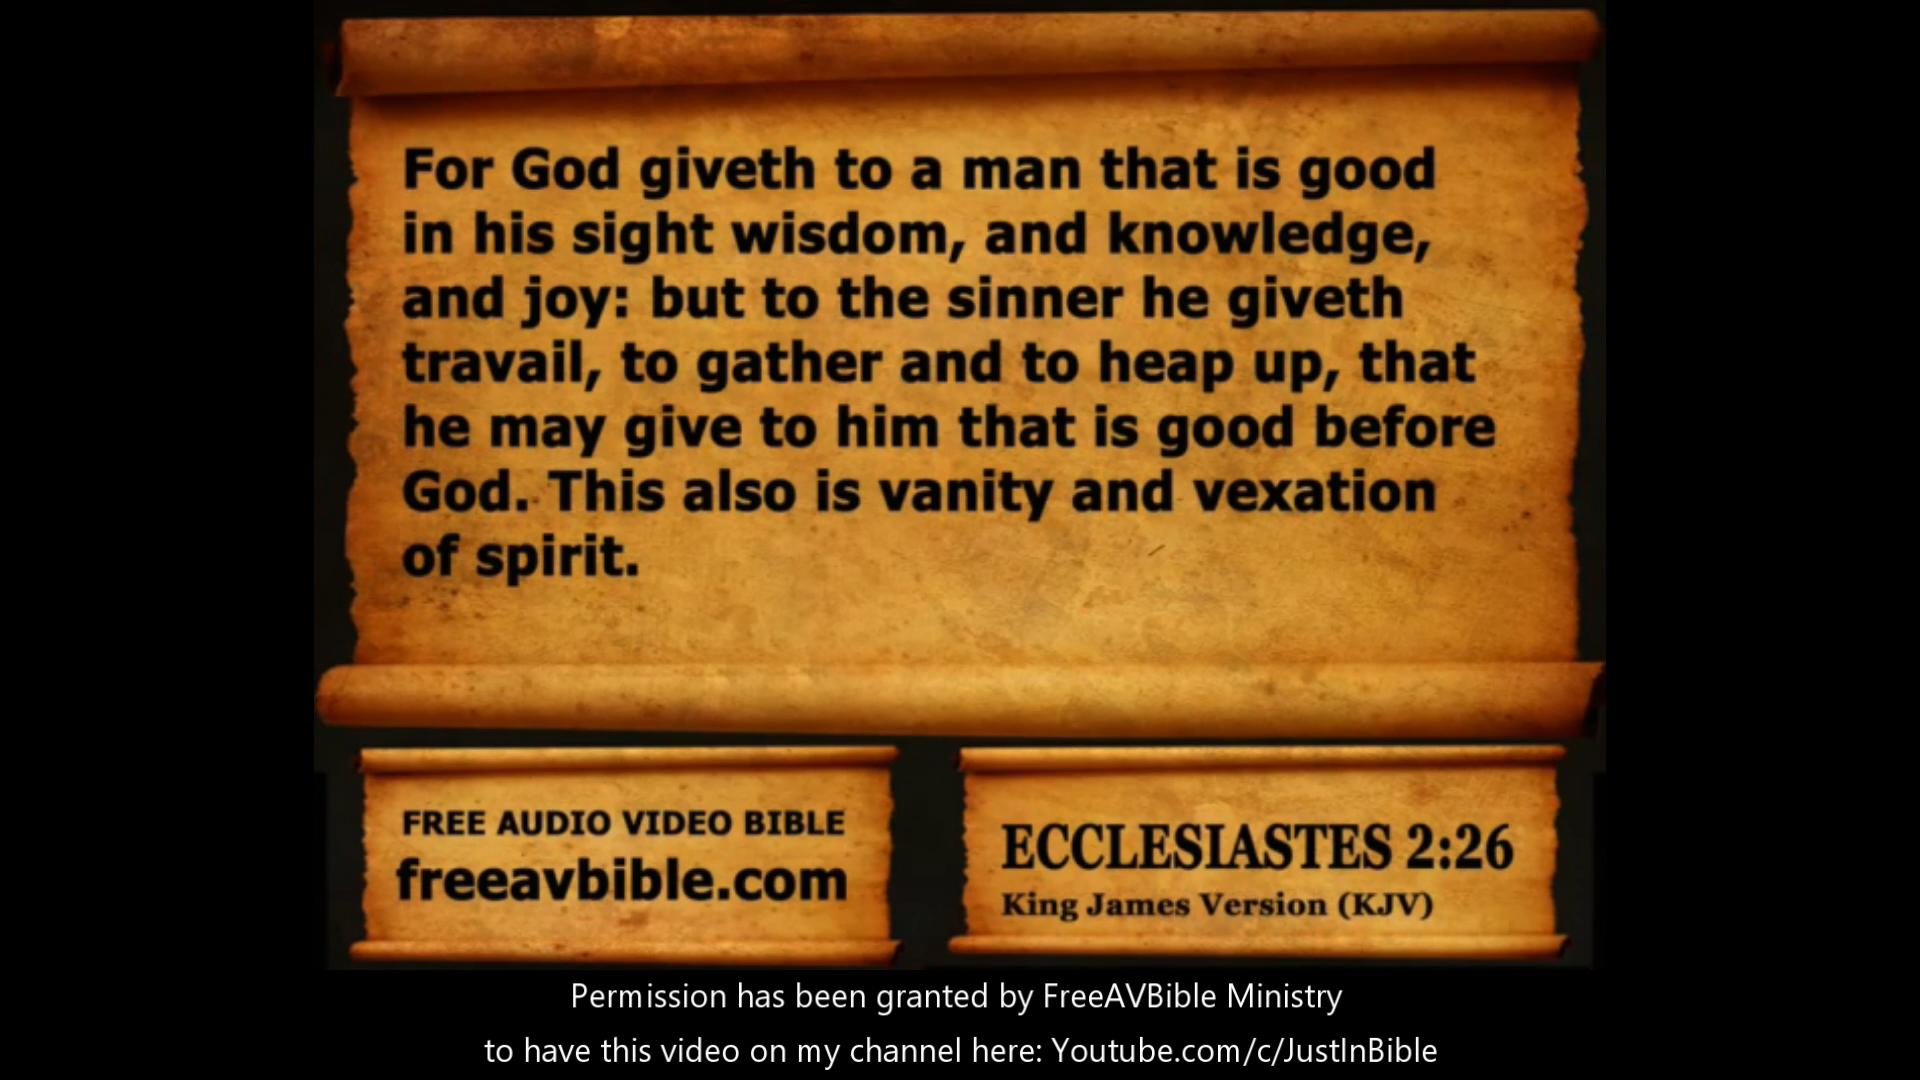 For God giveth to a man that is good
in his sight wisdom, and knowledge,
and joy: but to the sinner he giveth
travail, to gather and to heap up, that
he may give to him that is good before
God. This also is vanity and vexation
of spirit.
FREE AUDIO VIDEO BIBLE
freeavbible.com
ECCLESIASTES 2:26
King James Version (KJV)
Permission has been granted by FreeAVBible Ministry
to have this video on my channel here: Youtube.com/c/JustInBible